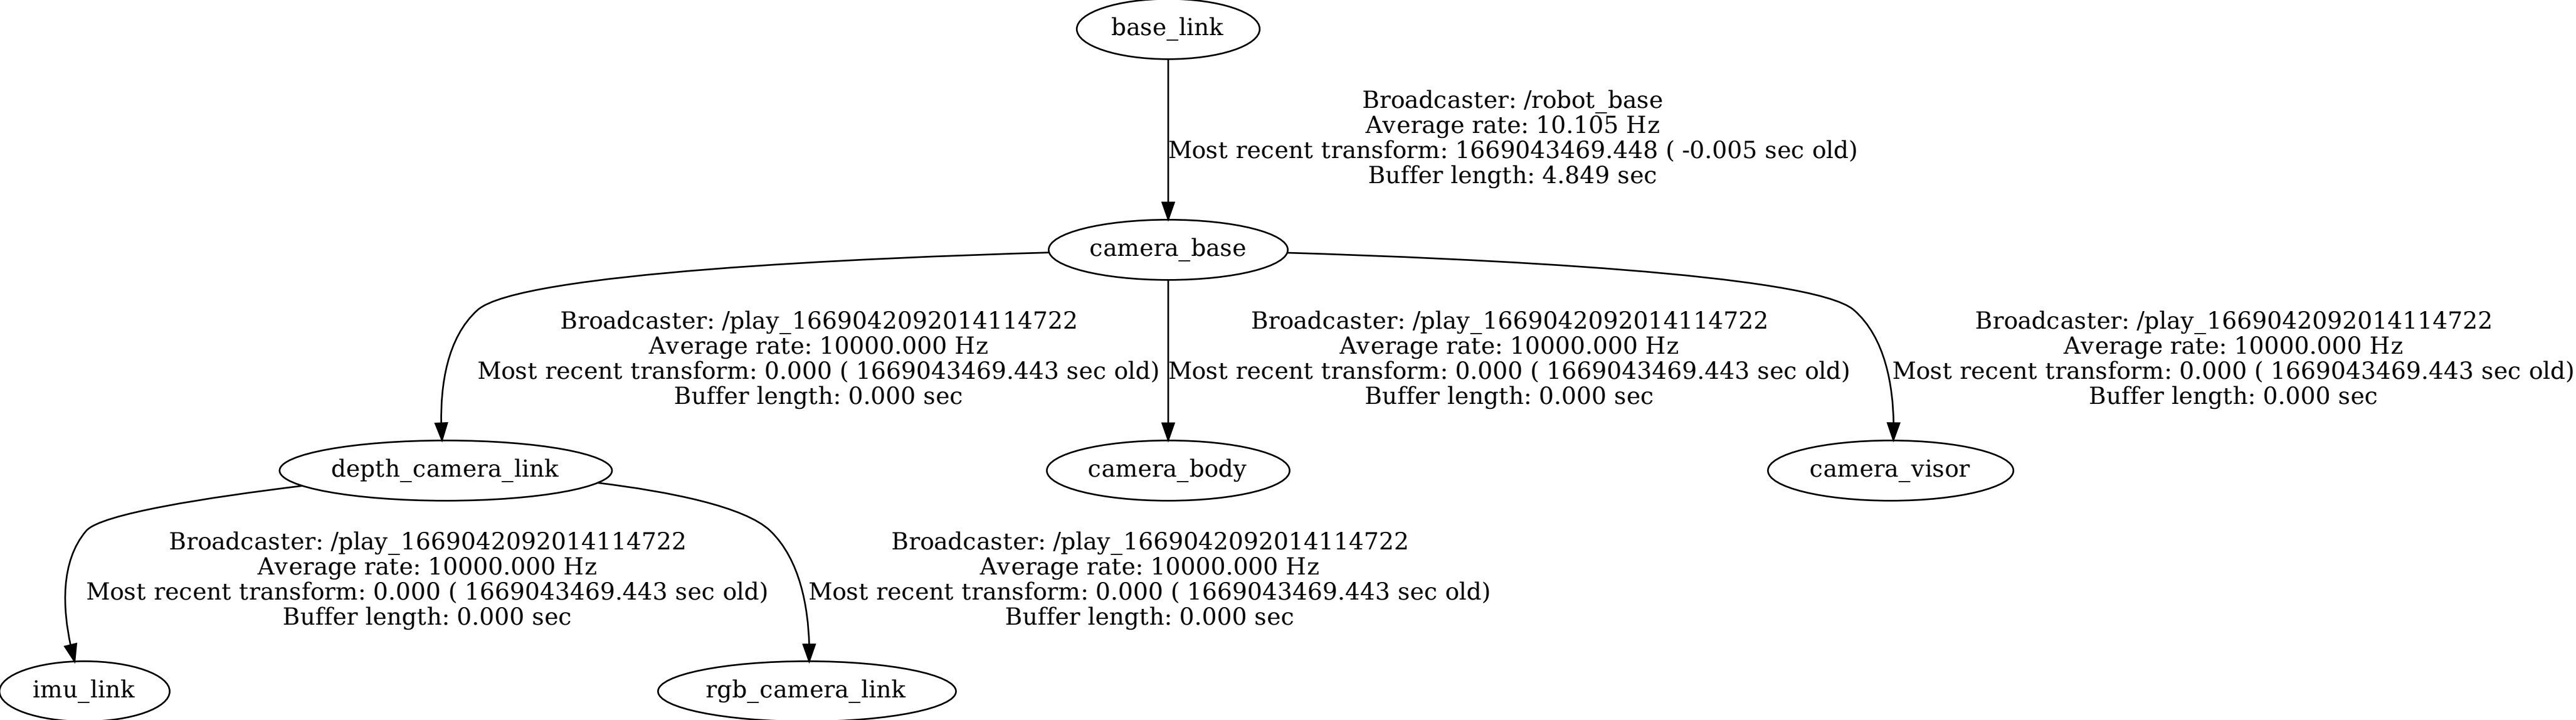 base_link
Broadcaster: /robot_base
Average rate: 10.105 Hz
Most recent transform: 1669043469.448 ( -0.005 sec old)
Buffer length: 4.849 sec
camera_base
Broadcaster: /play_1669042092014114722
Average rate: 10000.000 Hz
Most recent transform: 0.000 ( 1669043469.443 sec old)
Buffer length: 0.000 sec
Broadcaster: /play_1669042092014114722
Average rate: 10000.000 Hz
Most recent transform: 0.000 ( 1669043469.443 sec old)
Buffer length: 0.000 sec
Broadcaster: /play_1669042092014114722
Average rate: 10000.000 Hz
Most recent transform: 0.000 ( 1669043469.443 sec old)
Buffer length: 0.000 sec
depth_camera_link
camera_body
camera_visor
Broadcaster: /play_1669042092014114722
Average rate: 10000.000 Hz
Most recent transform: 0.000 ( 1669043469.443 sec old)
Buffer length: 0.000 sec
Broadcaster: /play_1669042092014114722
Average rate: 10000.000 Hz
Most recent transform: 0.000 ( 1669043469.443 sec old)
Buffer length: 0.000 sec
imu_link
rgb_camera_link